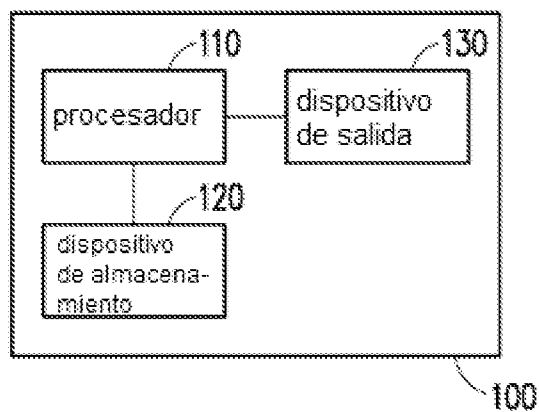 110
130
procesador
dispositivo
de salida
120
dispositivo
de almacena-
miento
100